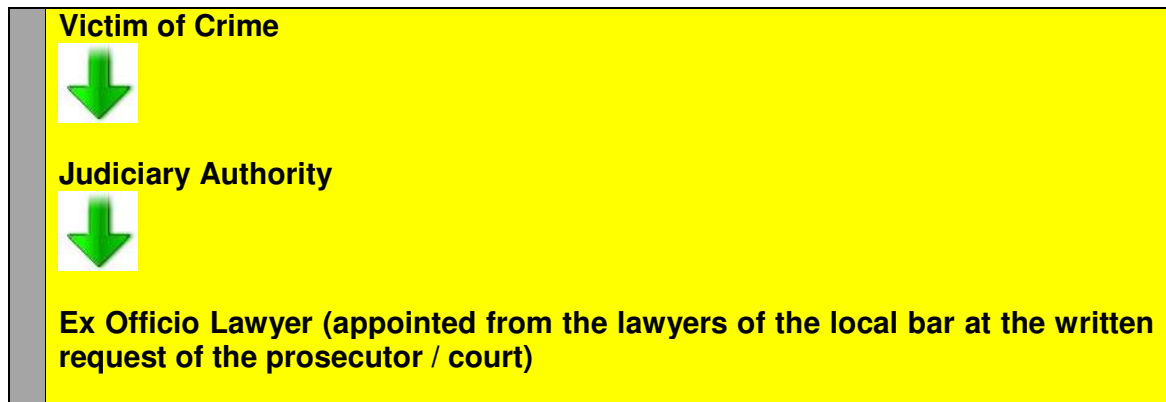 Victim of Crime
Judiciary Authority
Ex Officio Lawyer (appointed from the lawyers of the local bar at the written
request of the prosecutor / court)